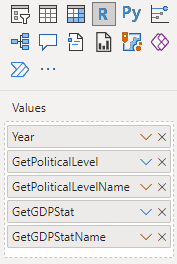 R
Py
Values
Year
GetPoliticalLevel
GetPoliticalLevelName
GetGDPStat
GetGDPStatName